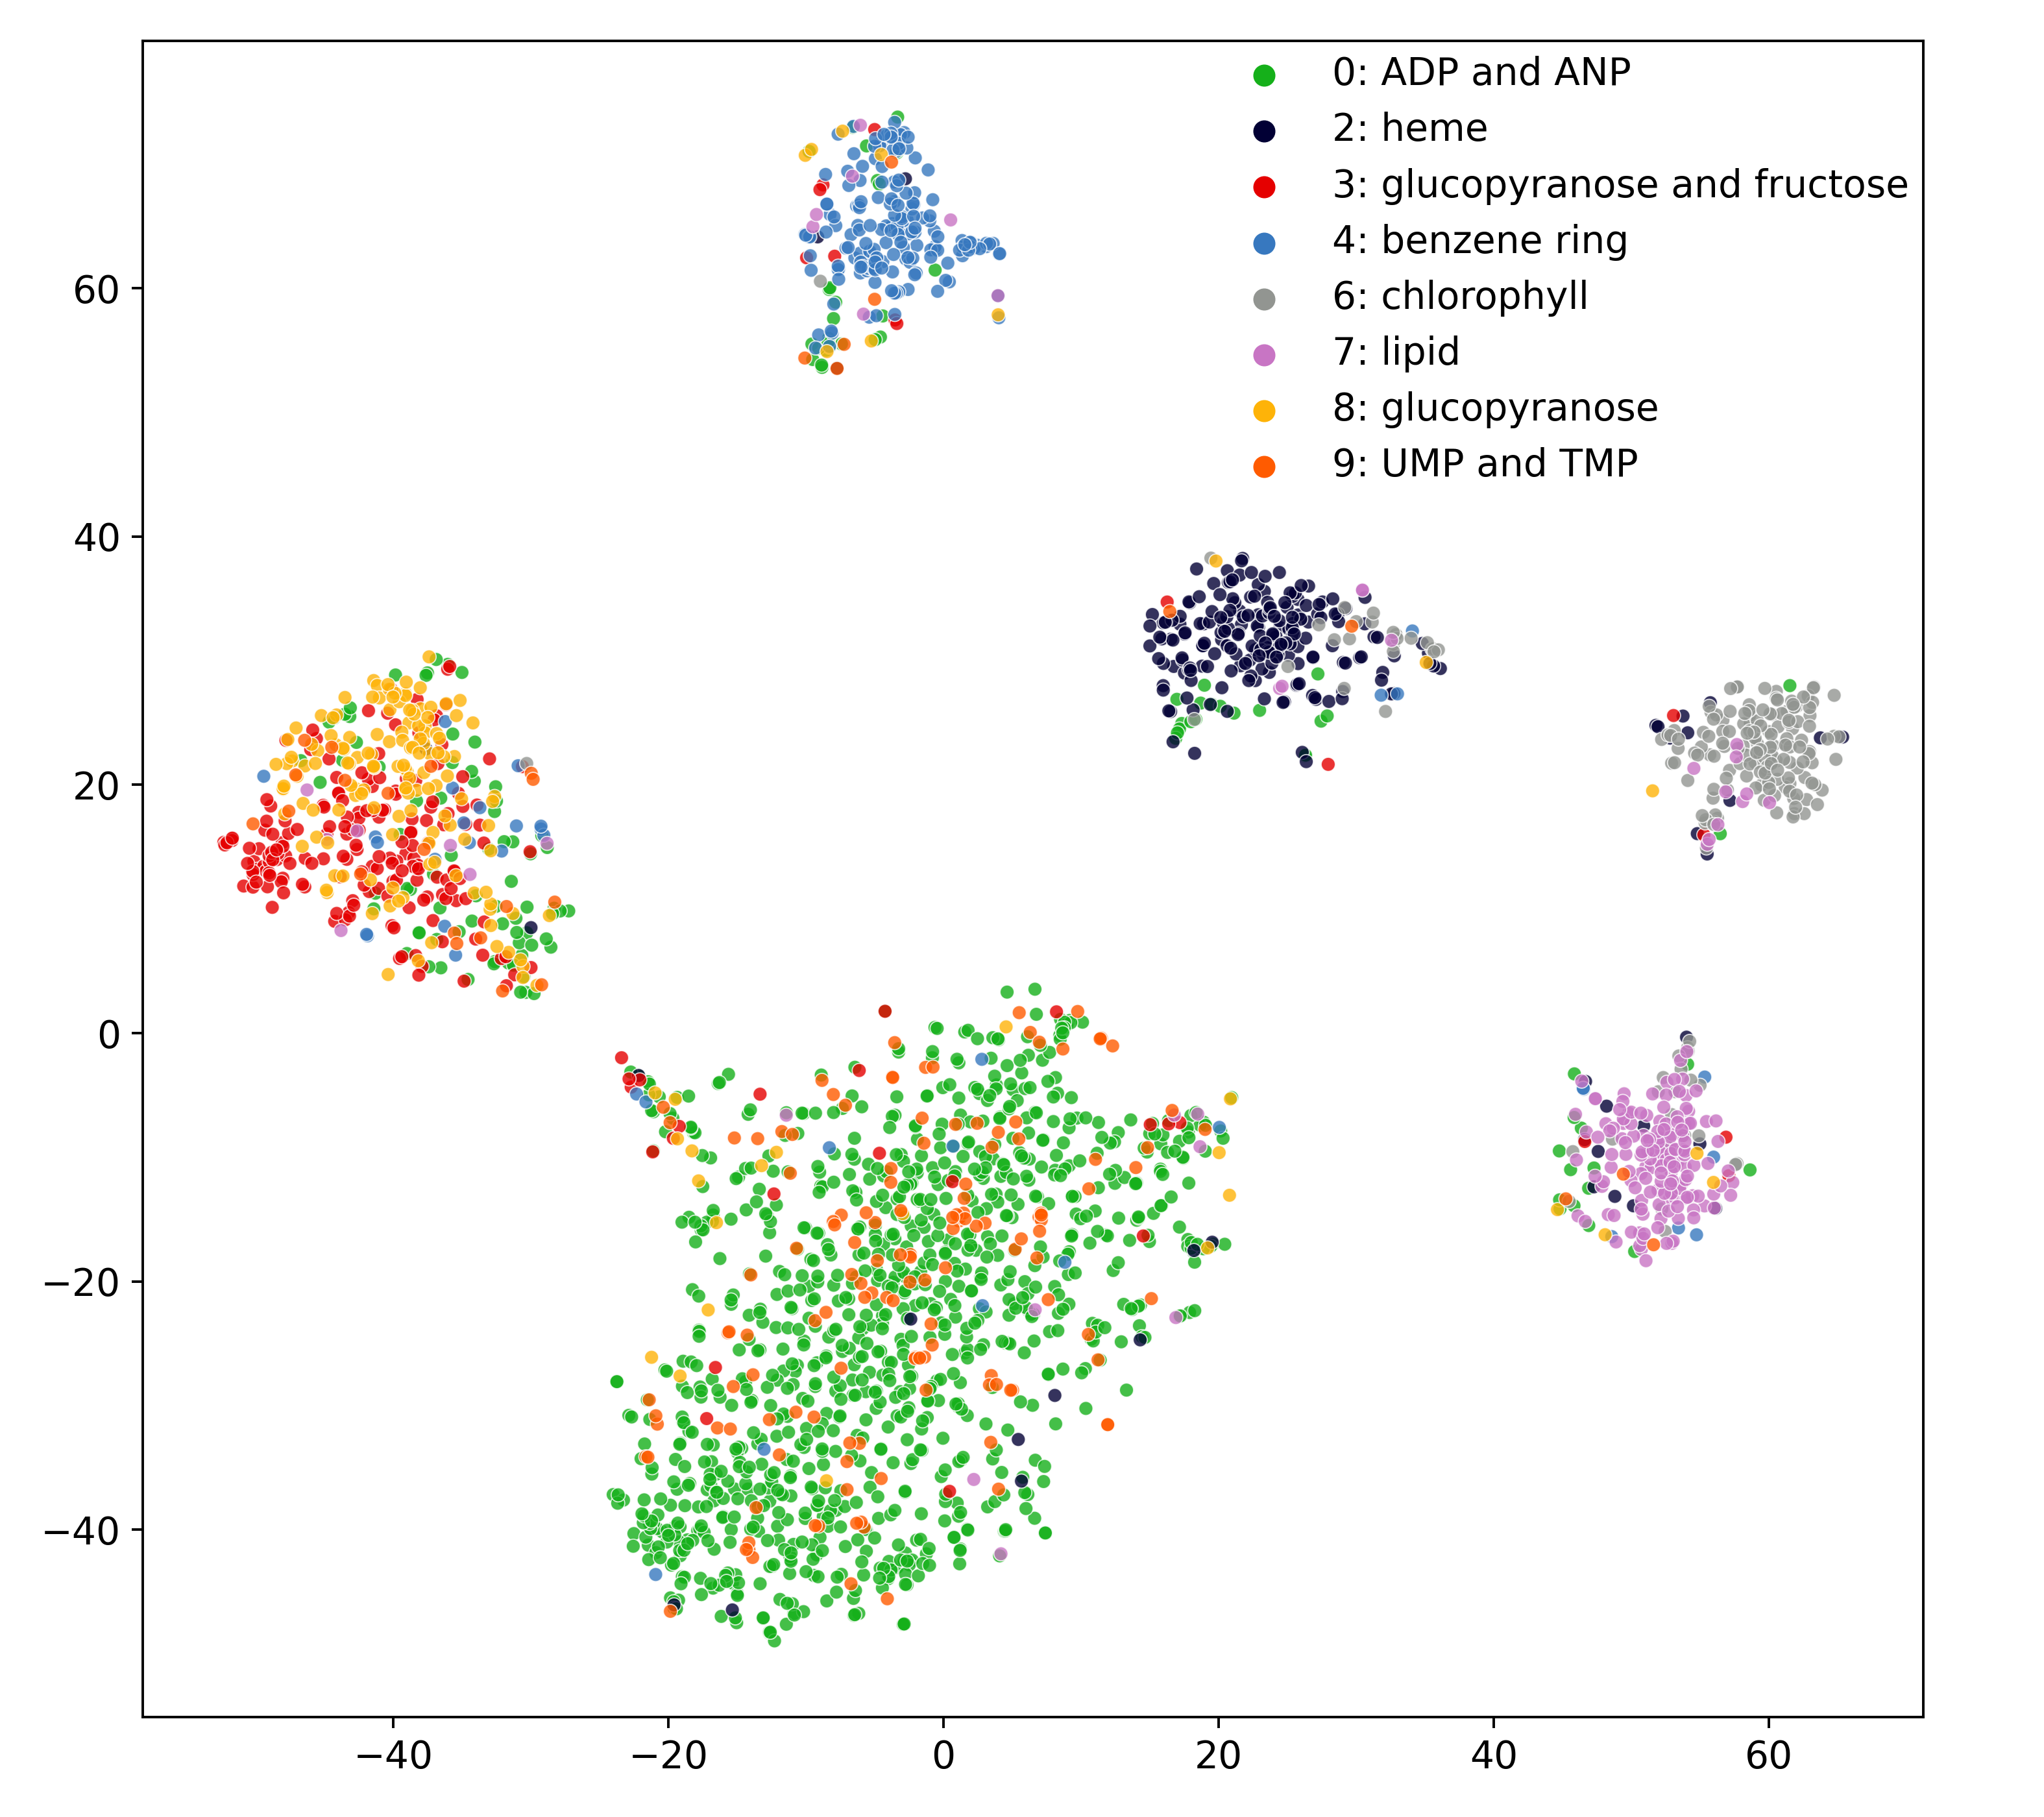 0: ADP and ANP
2: heme
3: glucopyranose and fructose
4: benzene ring
6: chlorophyll
7: lipid
8: glucopyranose
9: UMP and TMP
60
40
20
0
−20
−40
−40 −20 0 20 40 60